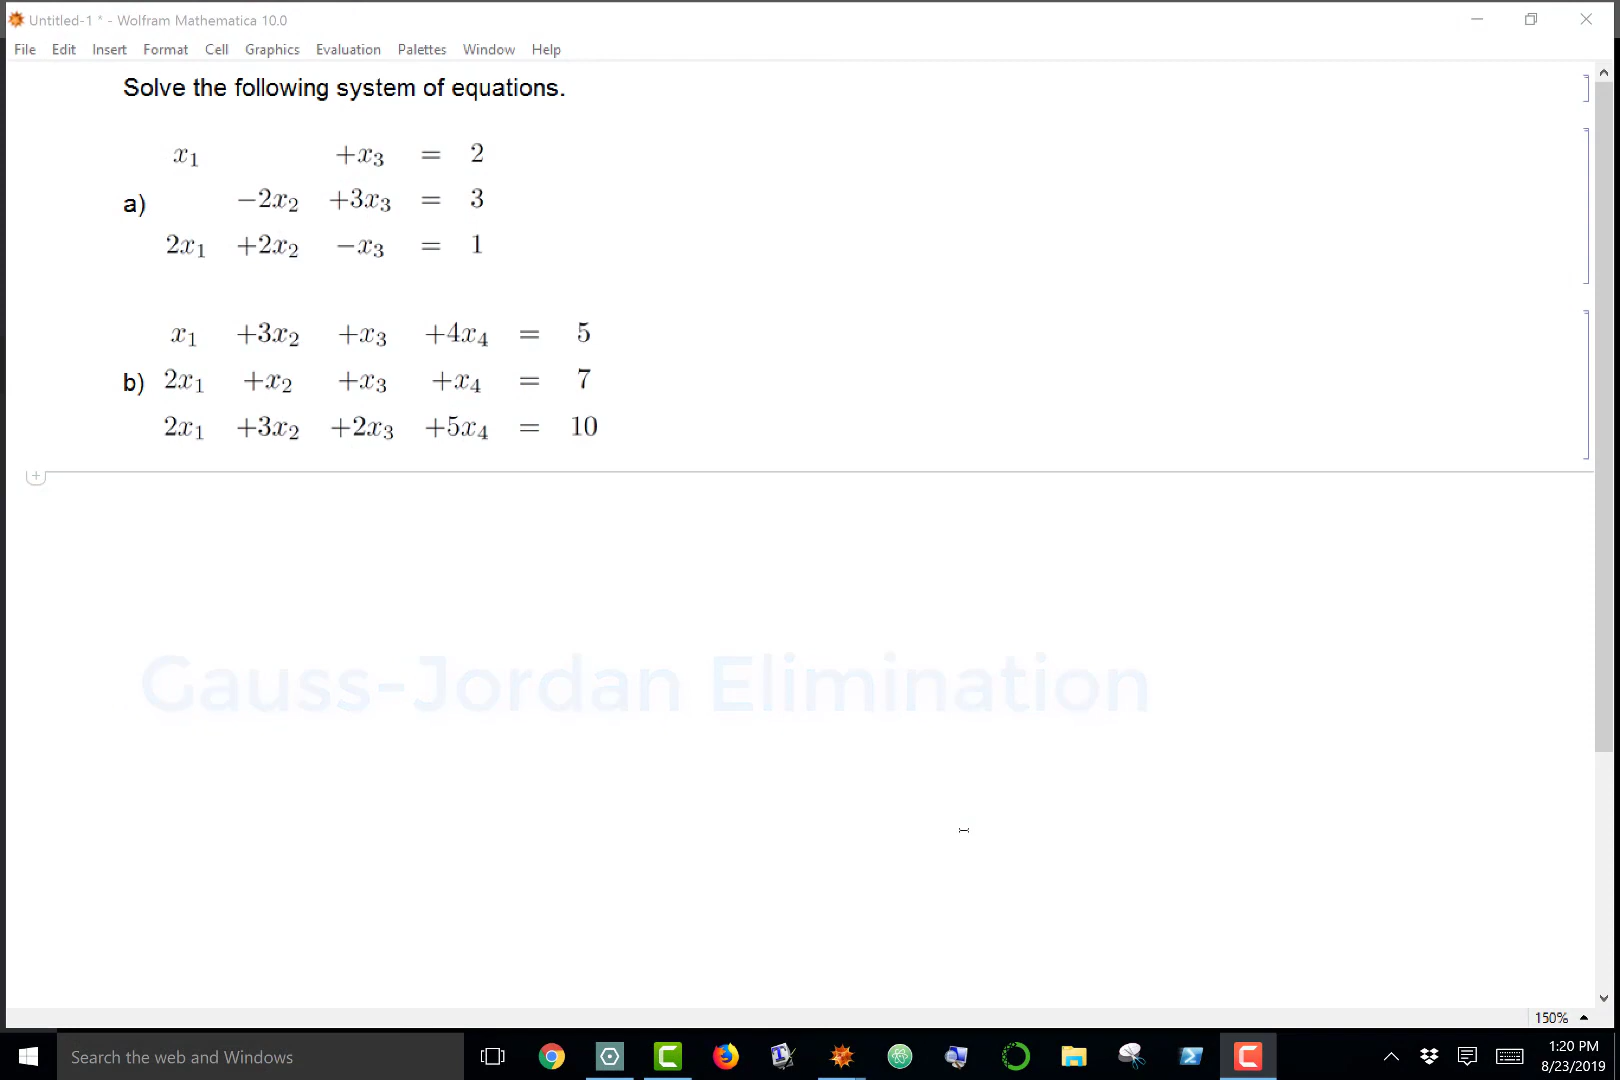 Untitled-1 * - Wolfram Mathematica 10.0
File Edit Insert Format Cell Graphics Evaluation Palettes Window Help
Solve the following system of equations.
a)
x₁ +x₃ = 2
-2x₂ +3x₃ = 3
2x₁ +2x₂ -x₃ = 1
b)
x₁ +3x₂ +x₃ +4x₄ = 5
2x₁ +x₂ +x₃ +x₄ = 7
2x₁ +3x₂ +2x₃ +5x₄ = 10
Gauss-Jordan Elimination
150%
Search the web and Windows
1:20 PM
8/23/2019